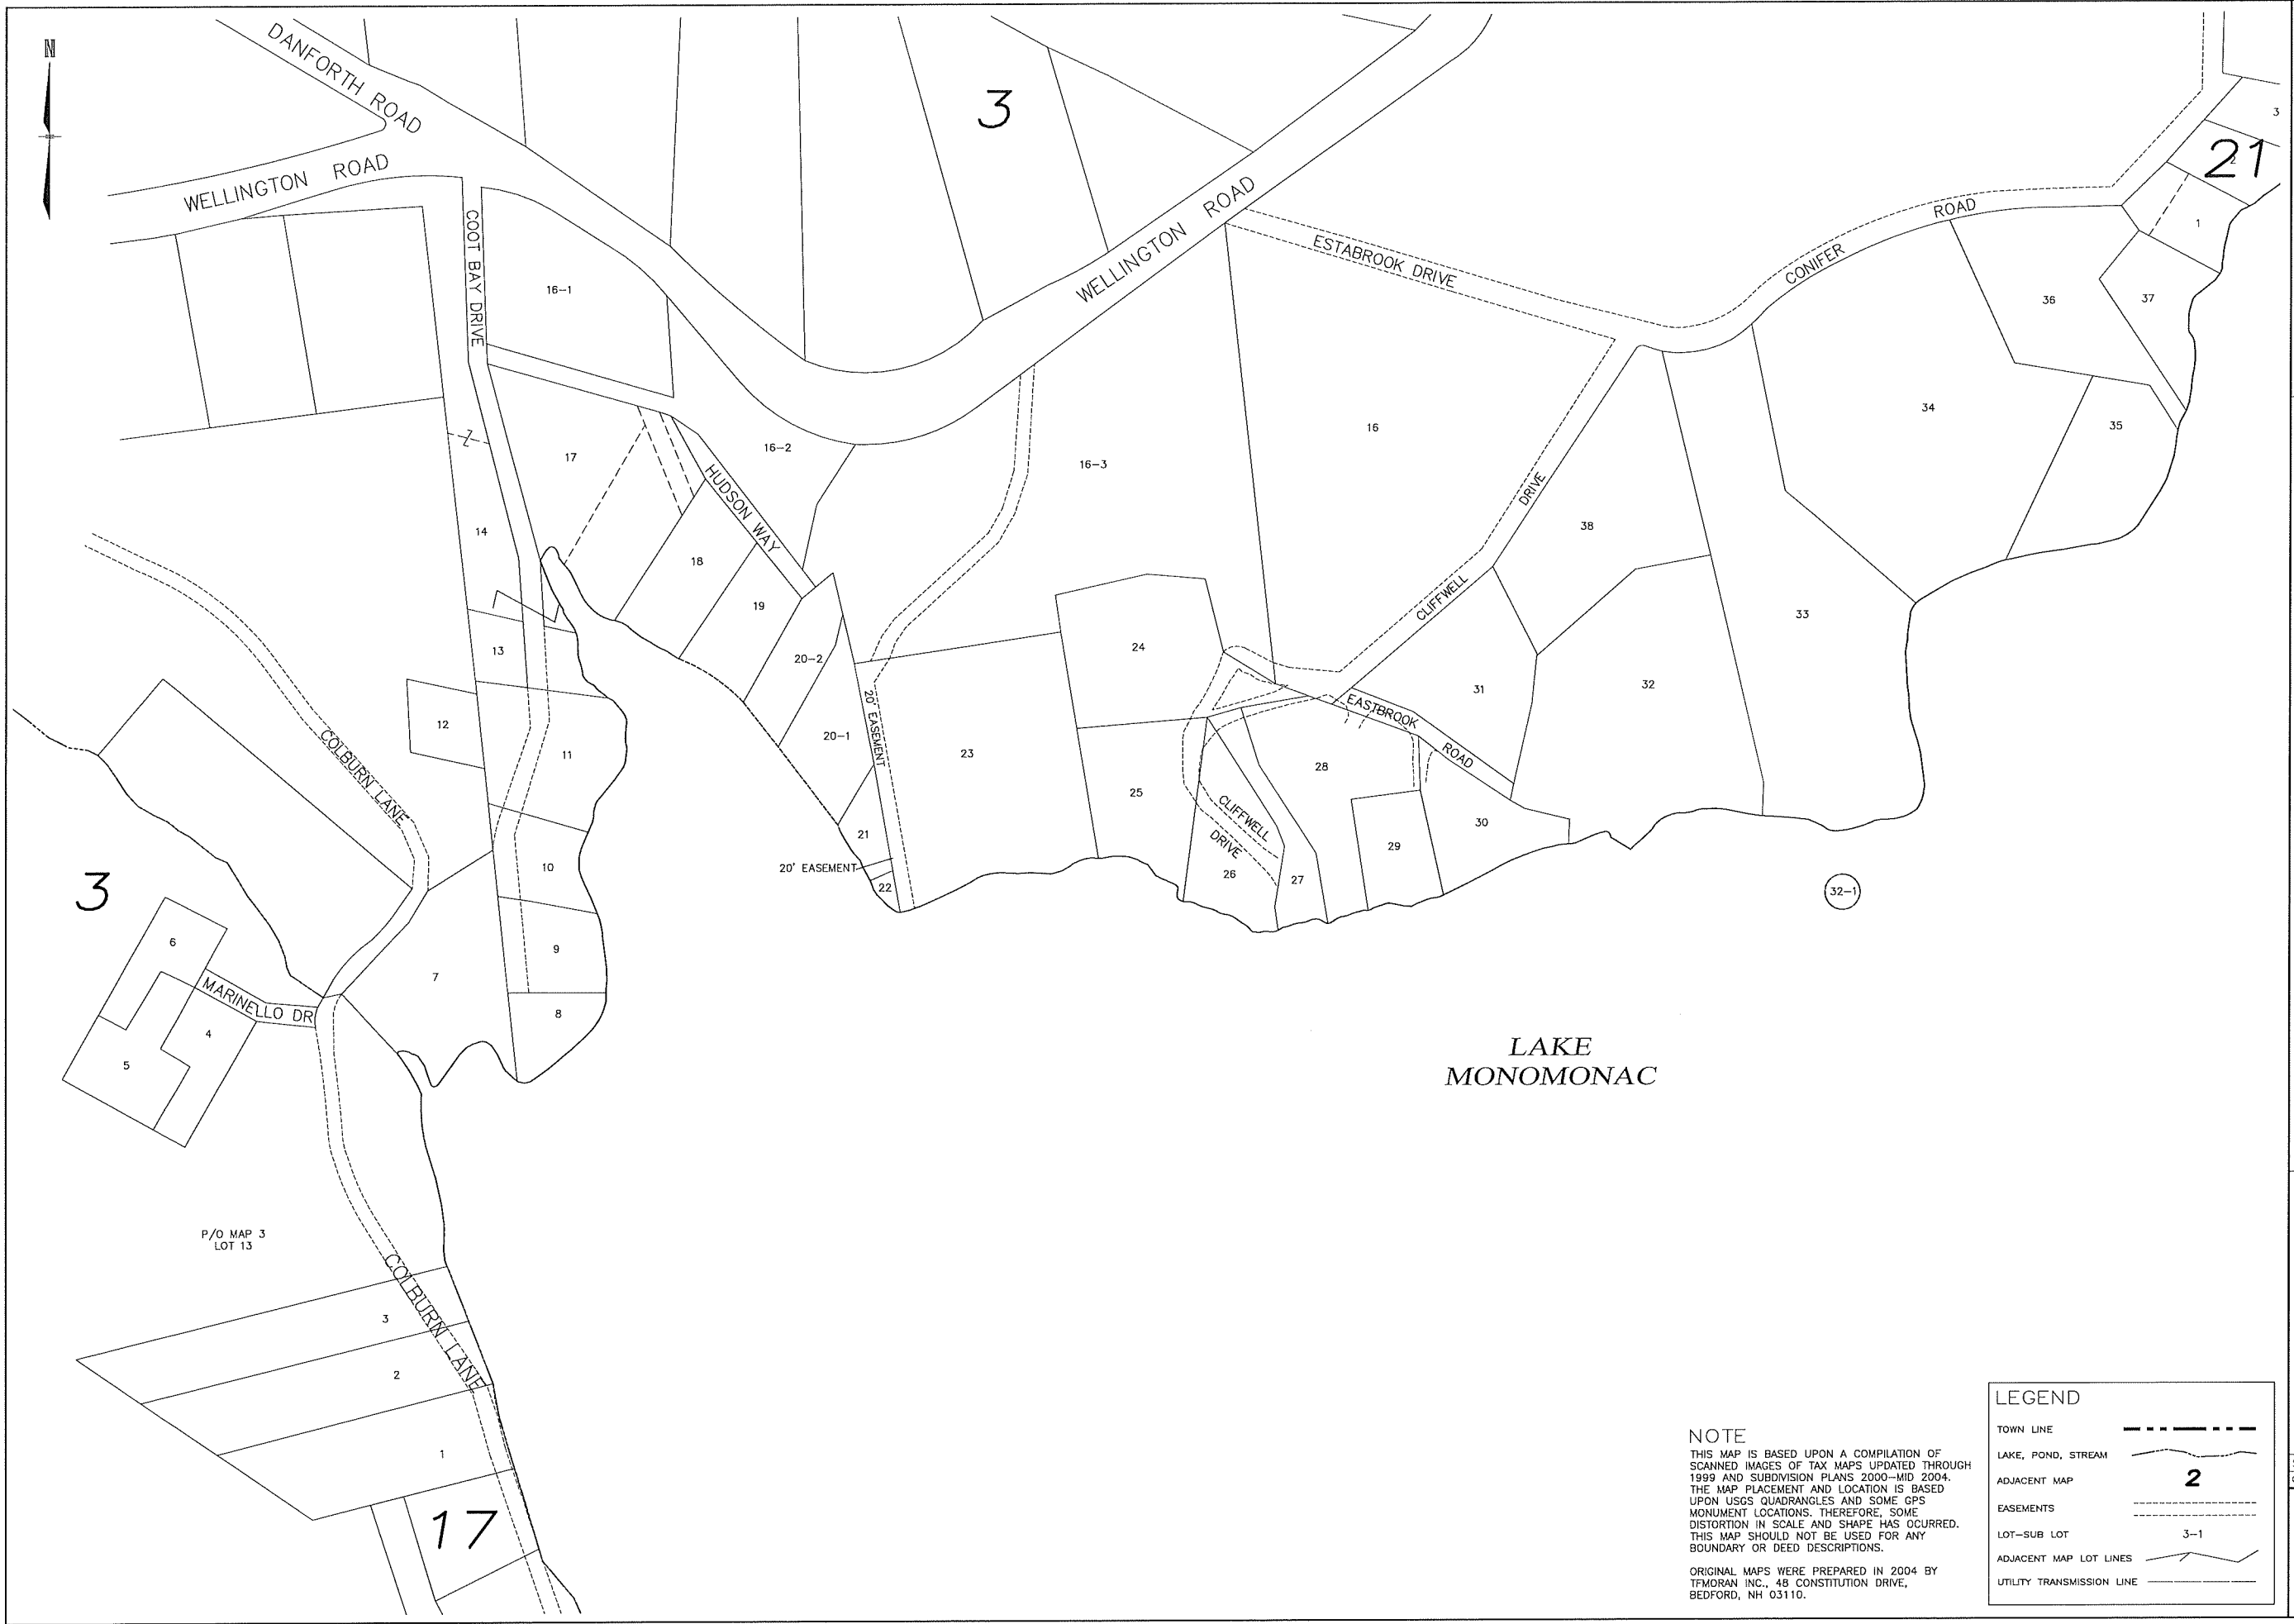 N
DANFORTH ROAD
3
WELLINGTON ROAD
COOT BAY DRIVE
16-1
WELLINGTON ROAD
ESTABROOK DRIVE
CONIFER ROAD
3
21
2
1
36
37
34
35
17
16-2
16-3
16
HUDSON WAY
14
18
19
38
CLIFFWELL DRIVE
33
13
20-2
24
31
32
12
COLBURN LANE
11
20-1
20' EASEMENT
23
EASTBROOK ROAD
28
25
CLIFFWELL
DRIVE
30
29
21
20' EASEMENT
22
10
26
27
32-1
3
6
9
7
MARINELLO DR
4
8
5
LAKE
MONOMONAC
P/O MAP 3
LOT 13
COLBURN LANE
3
2
1
17
NOTE
THIS MAP IS BASED UPON A COMPILATION OF
SCANNED IMAGES OF TAX MAPS UPDATED THROUGH
1999 AND SUBDIVISION PLANS 2000-MID 2004.
THE MAP PLACEMENT AND LOCATION IS BASED
UPON USGS QUADRANGLES AND SOME GPS
MONUMENT LOCATIONS. THEREFORE, SOME
DISTORTION IN SCALE AND SHAPE HAS OCURRED.
THIS MAP SHOULD NOT BE USED FOR ANY
BOUNDARY OR DEED DESCRIPTIONS.
ORIGINAL MAPS WERE PREPARED IN 2004 BY
TFMORAN INC., 48 CONSTITUTION DRIVE,
BEDFORD, NH 03110.
LEGEND
TOWN LINE
LAKE, POND, STREAM
ADJACENT MAP 2
EASEMENTS
LOT-SUB LOT 3-1
ADJACENT MAP LOT LINES
UTILITY TRANSMISSION LINE